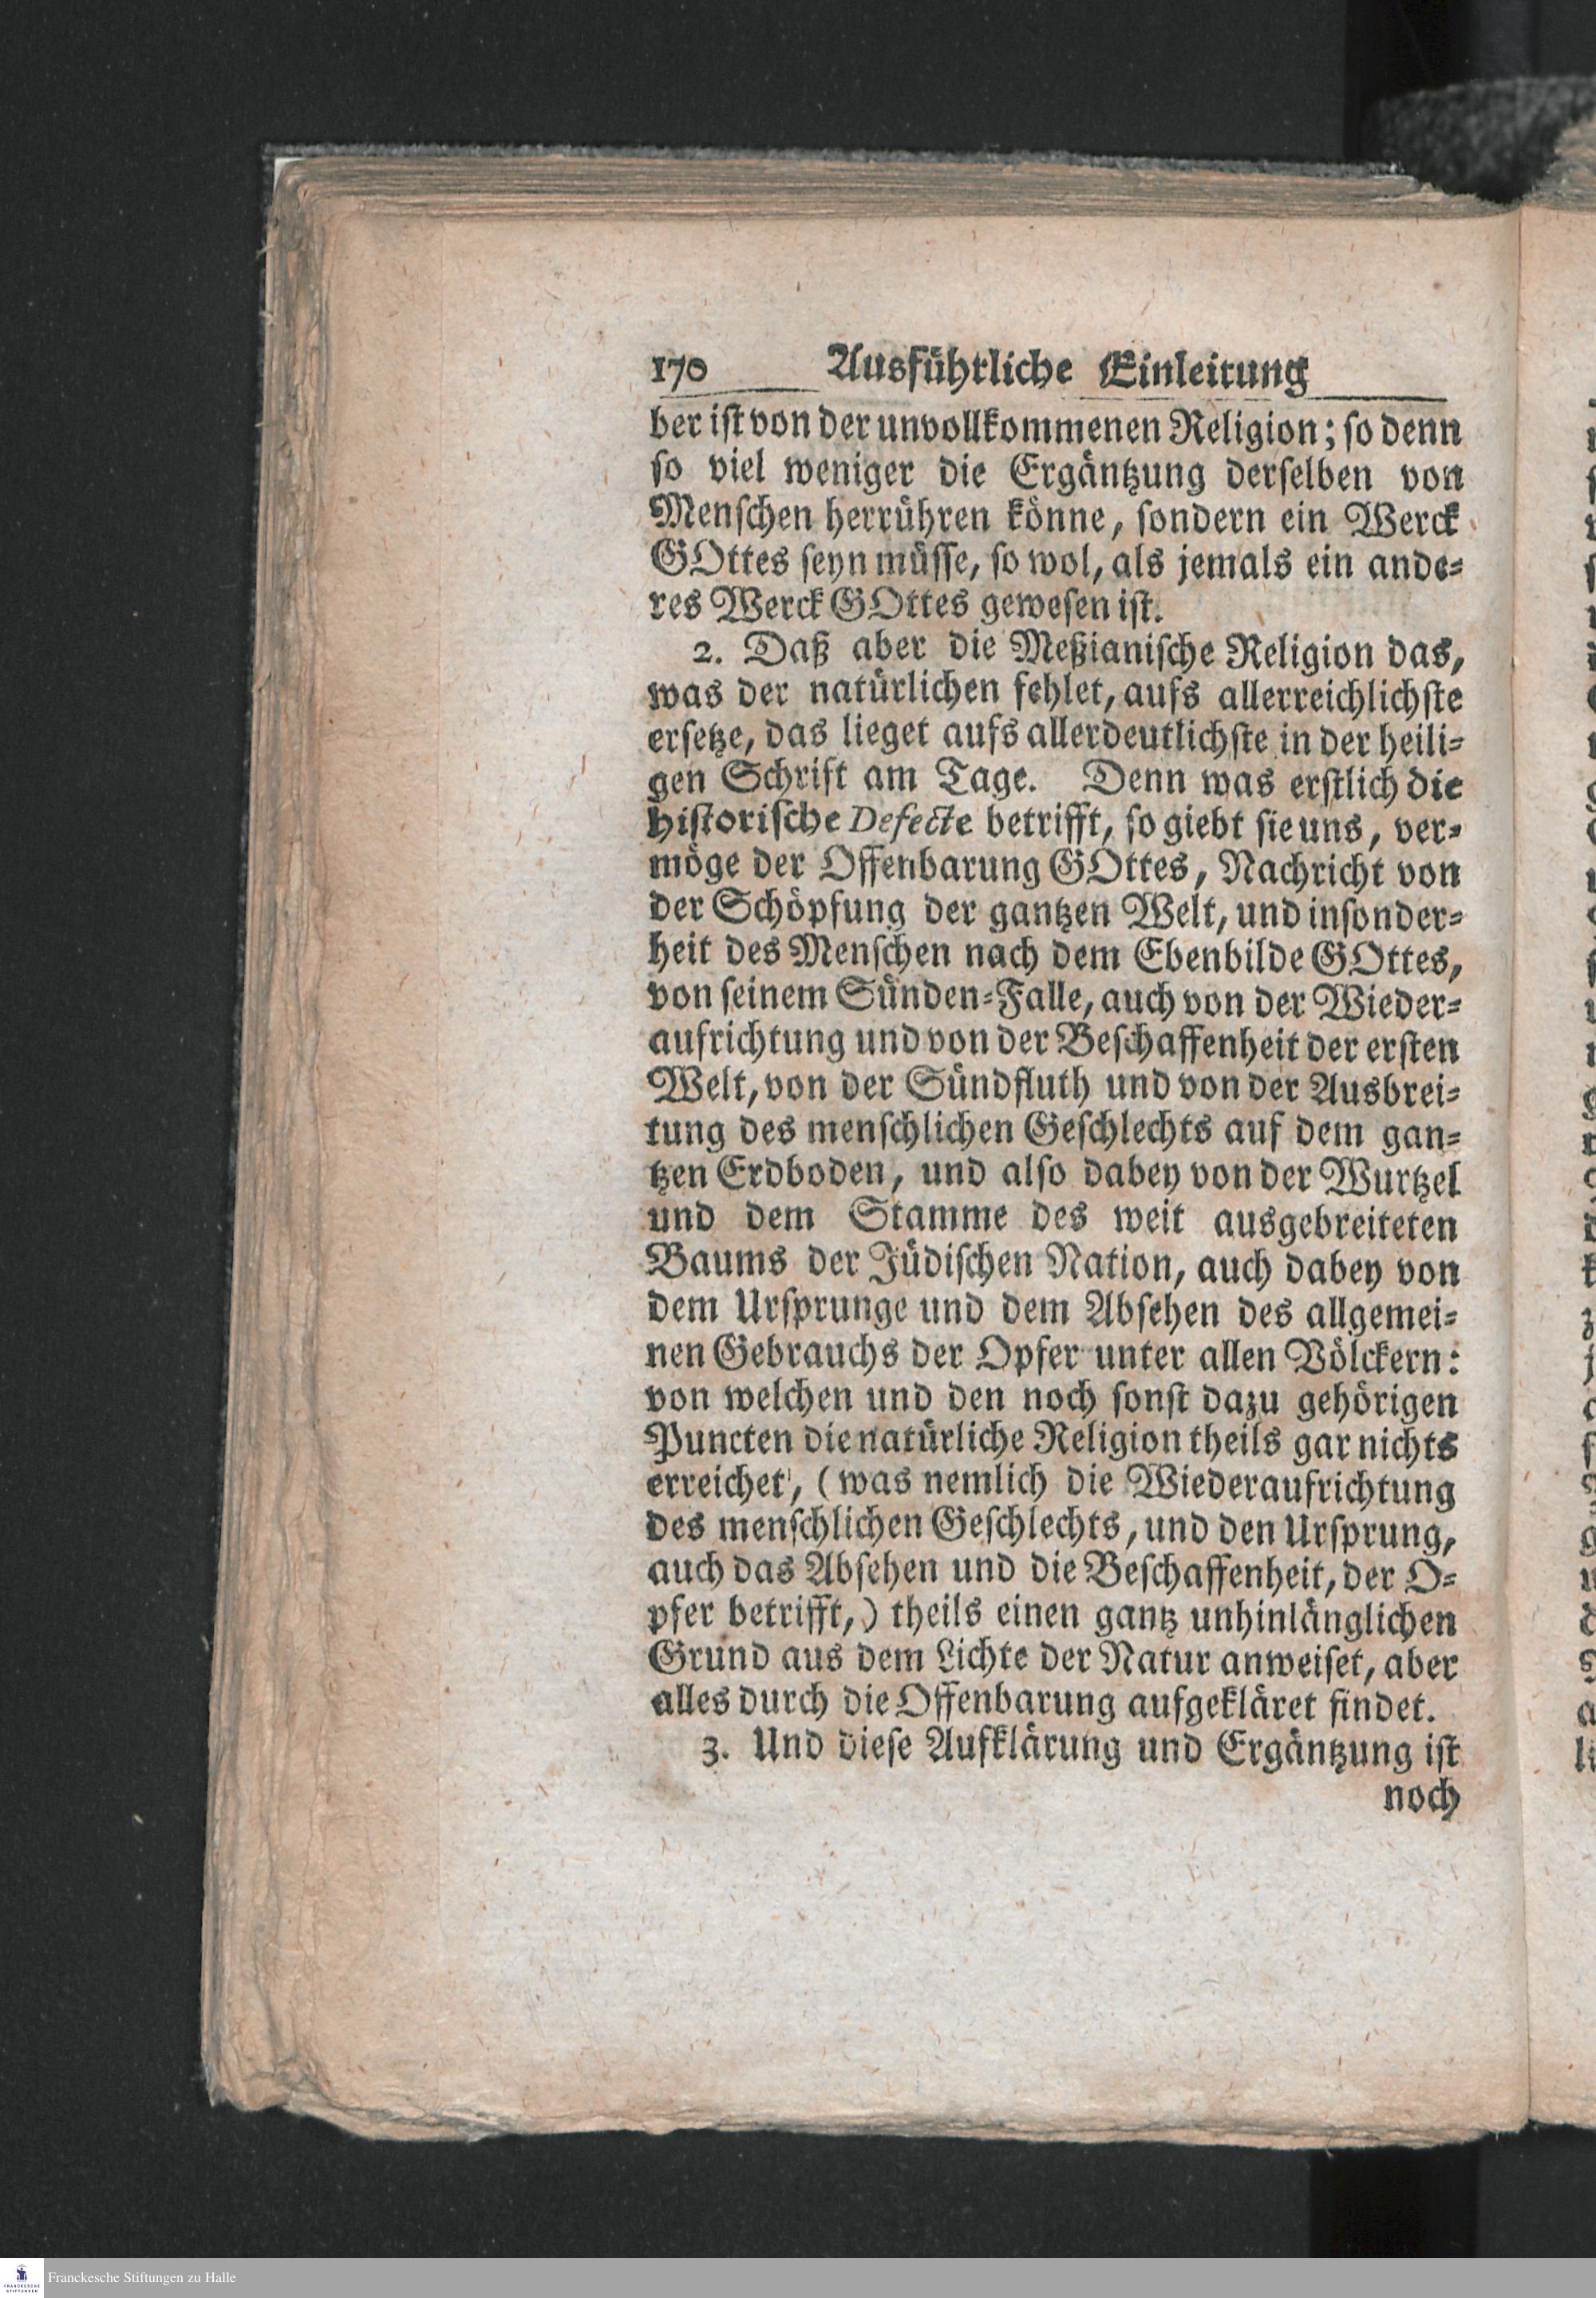 170 Ausführliche Einleitung
ber ist von der unvollkommenen Religion; so denn
so viel weniger die Ergäntzung derselben von
Menschen herrühren könne, sondern ein Werck
GOttes seyn müsse, so wol, als jemals ein ande-
res Werck GOttes gewesen ist.
2. Daß aber die Meßianische Religion das,
was der natürlichen fehlet, aufs allerreichlichste
ersetze, das lieget aufs allerdeutlichste in der heili-
gen Schrift am Tage. Denn was erstlich die
historische Defecte betrifft, so giebt sie uns, ver-
möge der Offenbarung GOttes, Nachricht von
der Schöpfung der gantzen Welt, und insonder-
heit des Menschen nach dem Ebenbilde GOttes,
von seinem Sünden-Falle, auch von der Wieder-
aufrichtung und von der Beschaffenheit der ersten
Welt, von der Sündfluth und von der Ausbrei-
tung des menschlichen Geschlechts auf dem gan-
tzen Erdboden, und also dabey von der Wurtzel
und dem Stamme des weit ausgebreiteten
Baums der Jüdischen Nation, auch dabey von
dem Ursprunge und dem Absehen des allgemei-
nen Gebrauchs der Opfer unter allen Völckern:
von welchen und den noch sonst dazu gehörigen
Puncten die natürliche Religion theils gar nichts
erreichet, (was nemlich die Wiederaufrichtung
des menschlichen Geschlechts, und den Ursprung,
auch das Absehen und die Beschaffenheit, der O-
pfer betrifft,) theils einen gantz unhinlänglichen
Grund aus dem Lichte der Natur anweiset, aber
alles durch die Offenbarung aufgekläret findet.
3. Und diese Aufklärung und Ergäntzung ist
noch
Franckesche Stiftungen zu Halle